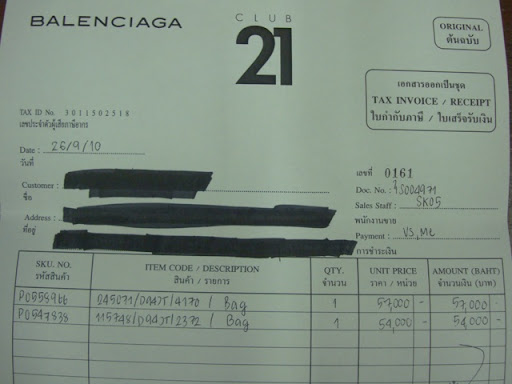 BALENCIAGA
CLUB
21
ORIGINAL
ต้นฉบับ
เอกสารออกเป็นชุด
TAX INVOICE / RECEIPT
ใบกำกับภาษี / ใบเสร็จรับเงิน
TAX ID No. 3011502518
เลขประจำตัวผู้เสียภาษีอากร
Date : 26/9/10
วันที่
เลขที่ 0161
Customer :
ชื่อ
Doc. No. :
Sales Staff : SK05
พนักงานขาย
Address :
ที่อยู่
Payment : VS, MC
การชำระเงิน
SKU. NO. ITEM CODE / DESCRIPTION QTY. UNIT PRICE AMOUNT (BAHT)
รหัสสินค้า สินค้า / รายการ จำนวน ราคา / หน่วย จำนวนเงิน (บาท)
P0559966 / Bag 1 57,000 - 57,000 -
P0547838 115748/D94JT/2372 / Bag 1 54,000 - 54,000 -